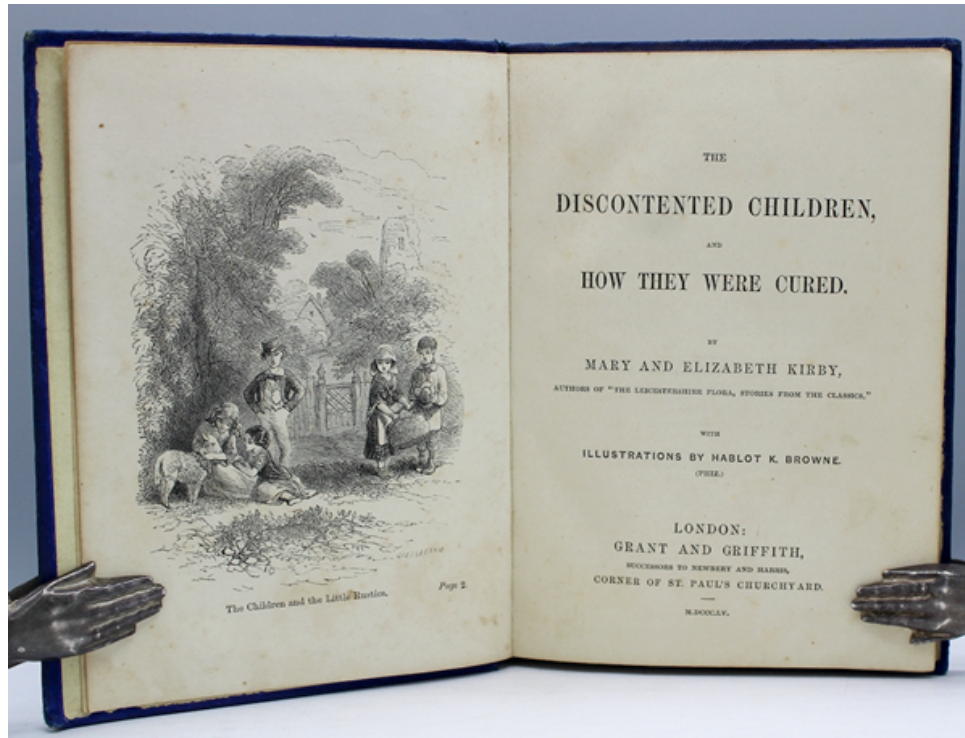 The Children and the Little Rustics.
Page 2.
THE
DISCONTENTED CHILDREN,
AND
HOW THEY WERE CURED.
BY
MARY AND ELIZABETH KIRBY,
AUTHORS OF "THE LEICESTERSHIRE FLORA, STORIES FROM THE CLASSICS."
WITH
ILLUSTRATIONS BY HABLOT K. BROWNE.
(PHIZ.)
LONDON:
GRANT AND GRIFFITH,
SUCCESSORS TO NEWBERY AND HARRIS,
CORNER OF ST. PAUL'S CHURCHYARD.
M.DCCC.LV.